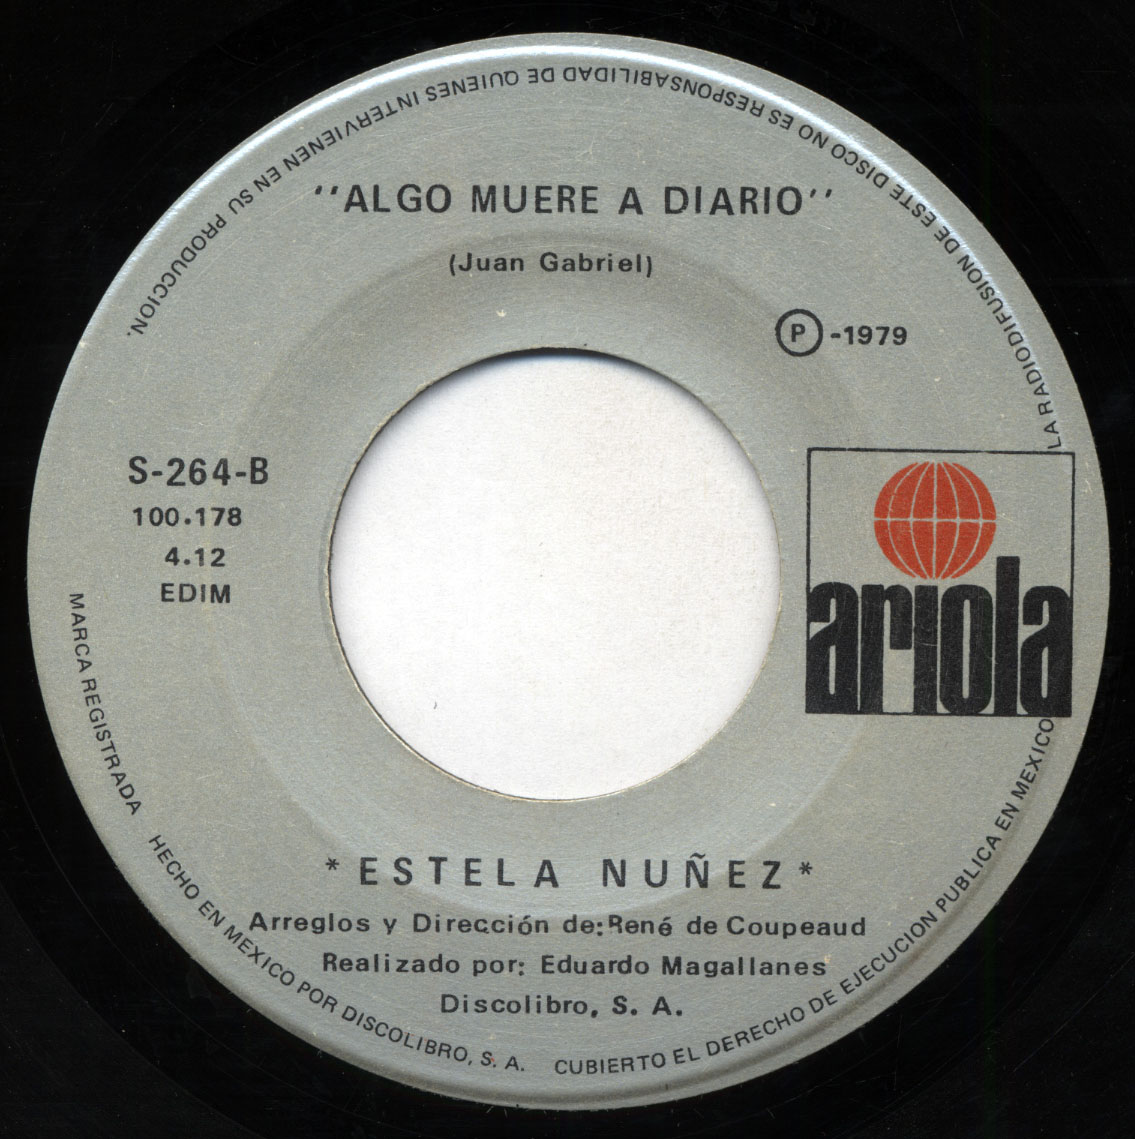 "ALGO MUERE A DIARIO"
(Juan Gabriel)
Ⓟ-1979
S-264-B
100.178
4.12
EDIM
ariola
*ESTELA NUÑEZ*
Arreglos y Dirección de: René de Coupeaud
Realizado por: Eduardo Magallanes
Discolibro, S. A.
MARCA REGISTRADA HECHO EN MEXICO POR DISCOLIBRO, S. A. CUBIERTO EL DERECHO DE EJECUCION PUBLICA EN MEXICO
LA RADIODIFUSION DE ESTE DISCO NO ES RESPONSABILIDAD DE QUIENES INTERVIENEN EN SU PRODUCCION.